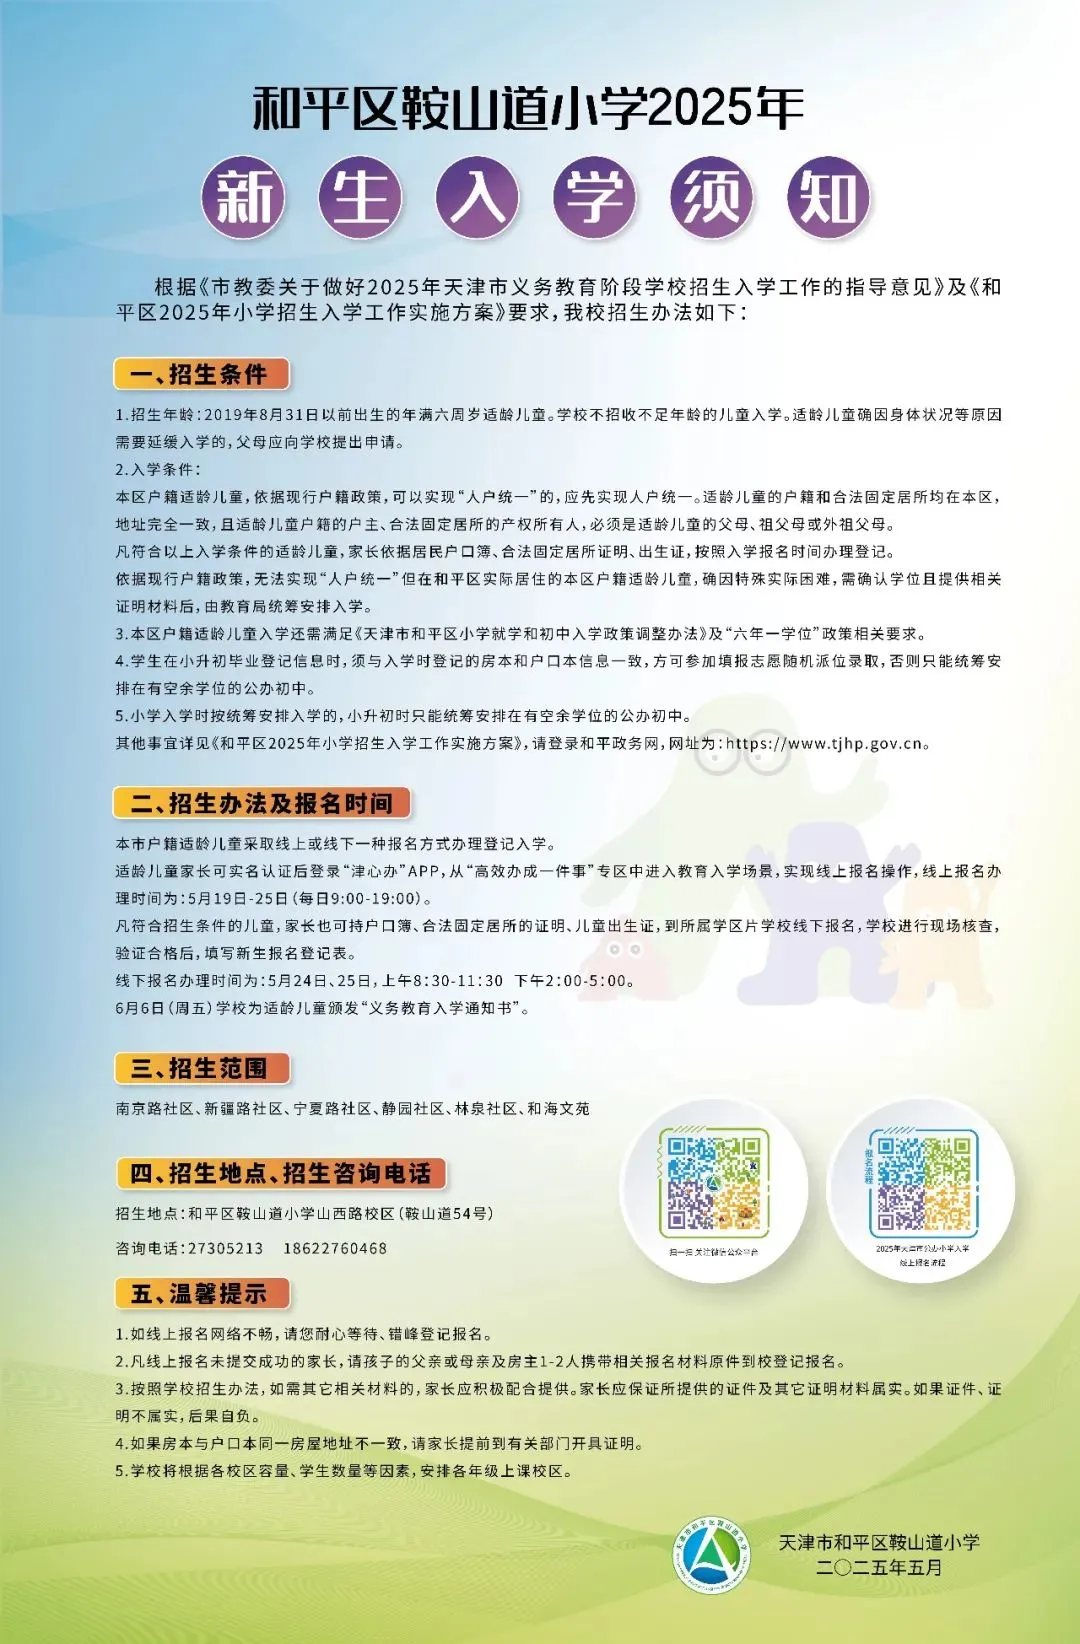 和平区鞍山道小学2025年
新生入学须知
根据《市教委关于做好2025年天津市义务教育阶段学校招生入学工作的指导意见》及《和
平区2025年小学招生入学工作实施方案》要求，我校招生办法如下：
一、招生条件
1.招生年龄：2019年8月31日以前出生的年满六周岁适龄儿童。学校不招收不足年龄的儿童入学。适龄儿童确因身体状况等原因
需要延缓入学的，父母应向学校提出申请。
2.入学条件：
本区户籍适龄儿童，依据现行户籍政策，可以实现“人户统一”的，应先实现人户统一。适龄儿童的户籍和合法固定居所均在本区，
地址完全一致，且适龄儿童户籍的户主、合法固定居所的产权所有人，必须是适龄儿童的父母、祖父母或外祖父母。
凡符合以上入学条件的适龄儿童，家长依据居民户口簿、合法固定居所证明、出生证，按照入学报名时间办理登记。
依据现行户籍政策，无法实现“人户统一”但在和平区实际居住的本区户籍适龄儿童，确因特殊实际困难，需确认学位且提供相关
证明材料后，由教育局统筹安排入学。
3.本区户籍适龄儿童入学还需满足《天津市和平区小学就学和初中入学政策调整办法》及“六年一学位”政策相关要求。
4.学生在小升初毕业登记信息时，须与入学时登记的房本和户口本信息一致，方可参加填报志愿随机派位录取，否则只能统筹安
排在有空余学位的公办初中。
5.小学入学时按统筹安排入学的，小升初时只能统筹安排在有空余学位的公办初中。
其他事宜详见《和平区2025年小学招生入学工作实施方案》，请登录和平政务网，网址为：https://www.tjhp.gov.cn。
二、招生办法及报名时间
本市户籍适龄儿童采取线上或线下一种报名方式办理登记入学。
适龄儿童家长可实名认证后登录“津心办”APP，从“高效办成一件事”专区中进入教育入学场景，实现线上报名操作，线上报名办
理时间为：5月19日-25日（每日9:00-19:00）。
凡符合招生条件的儿童，家长也可持户口簿、合法固定居所的证明、儿童出生证，到所属学区片学校线下报名，学校进行现场核查，
验证合格后，填写新生报名登记表。
线下报名办理时间为：5月24日、25日，上午8：30-11：30 下午2：00-5：00。
6月6日（周五）学校为适龄儿童颁发“义务教育入学通知书”。
三、招生范围
南京路社区、新疆路社区、宁夏路社区、静园社区、林泉社区、和海文苑
四、招生地点、招生咨询电话
招生地点：和平区鞍山道小学山西路校区（鞍山道54号）
咨询电话：27305213 18622760468
扫一扫 关注微信公众平台
报名流程
2025年天津市公办小学入学
线上报名流程
五、温馨提示
1.如线上报名网络不畅，请您耐心等待、错峰登记报名。
2.凡线上报名未提交成功的家长，请孩子的父亲或母亲及房主1-2人携带相关报名材料原件到校登记报名。
3.按照学校招生办法，如需其它相关材料的，家长应积极配合提供。家长应保证所提供的证件及其它证明材料属实。如果证件、证
明不属实，后果自负。
4.如果房本与户口本同一房屋地址不一致，请家长提前到有关部门开具证明。
5.学校将根据各校区容量、学生数量等因素，安排各年级上课校区。
天津市和平区鞍山道小学
天津市和平区鞍山道小学
二〇二五年五月